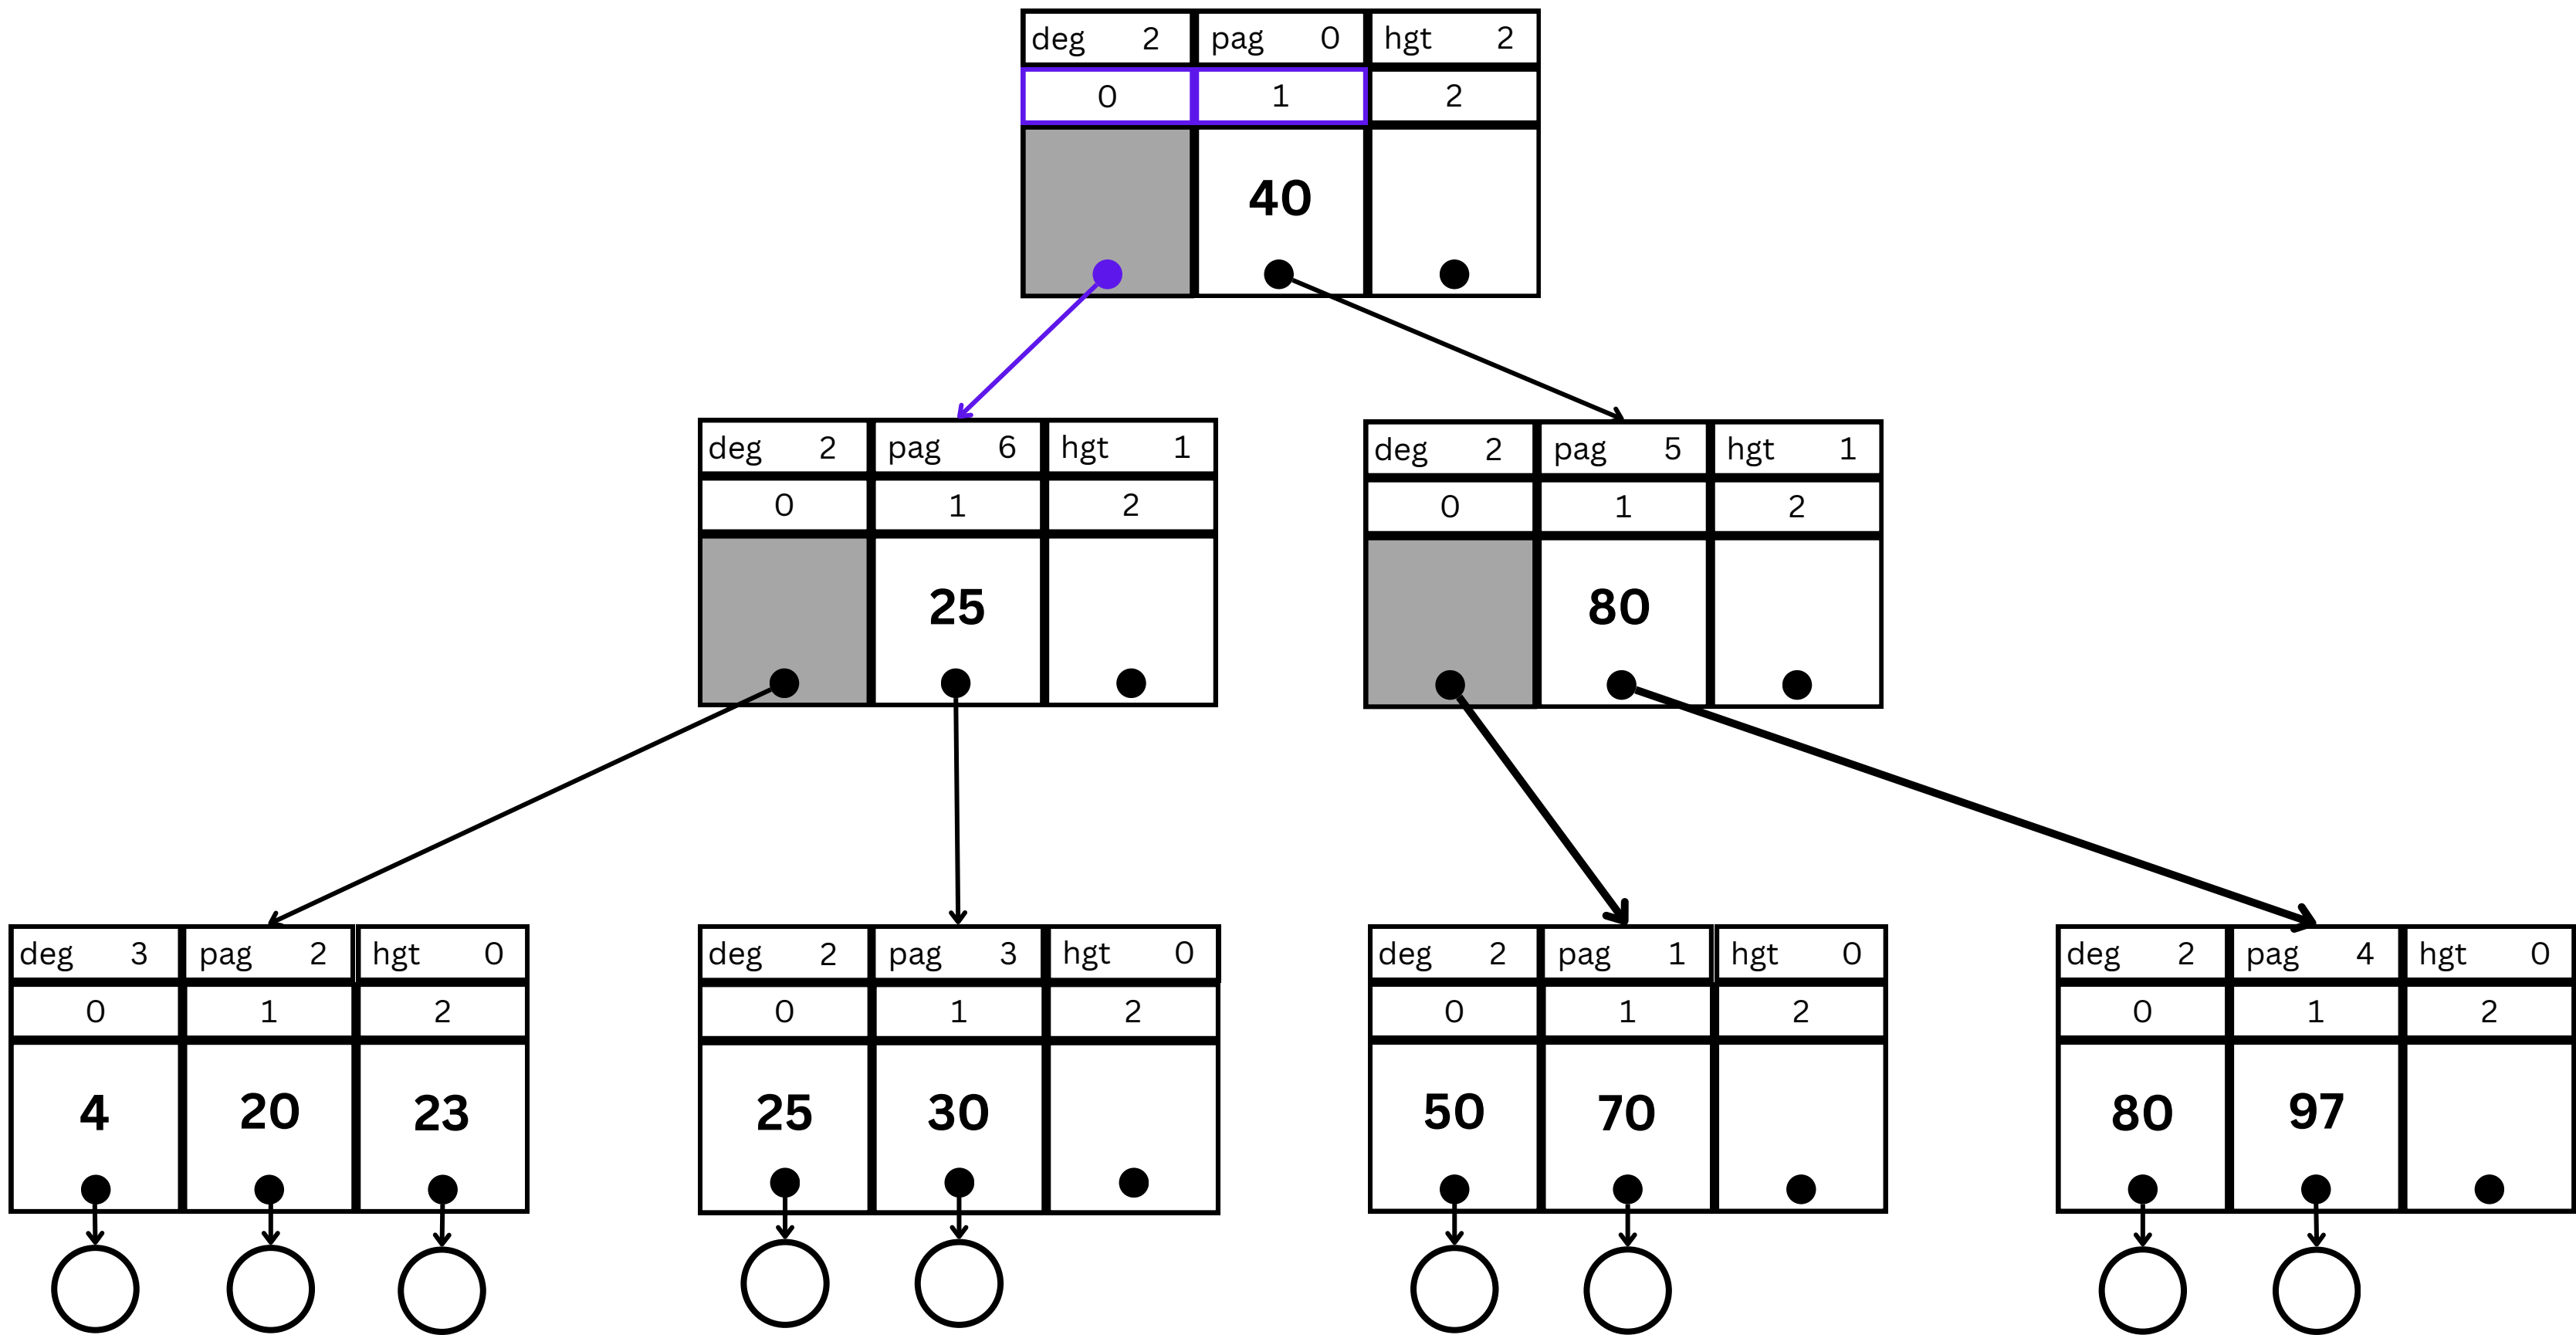 deg 2 pag 0 hgt 2
0 1 2
40
deg 2 pag 6 hgt 1
0 1 2
25
deg 2 pag 5 hgt 1
0 1 2
80
deg 3 pag 2 hgt 0
0 1 2
4 20 23
deg 2 pag 3 hgt 0
0 1 2
25 30
deg 2 pag 1 hgt 0
0 1 2
50 70
deg 2 pag 4 hgt 0
0 1 2
80 97